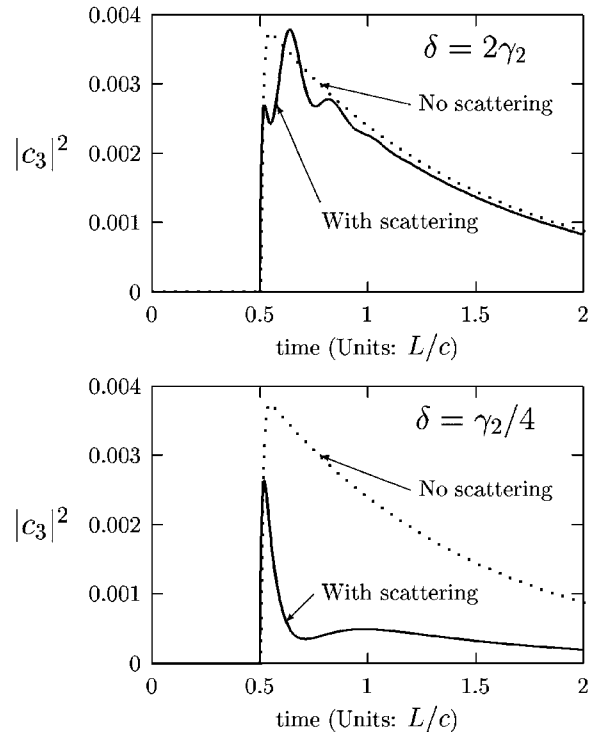 0.004
δ = 2γ₂
0.003
No scattering
|c₃|²
0.002
With scattering
0.001
0
0 0.5 1 1.5 2
time (Units: L/c)
0.004
δ = γ₂/4
0.003
No scattering
|c₃|²
0.002
0.001
With scattering
0
0 0.5 1 1.5 2
time (Units: L/c)